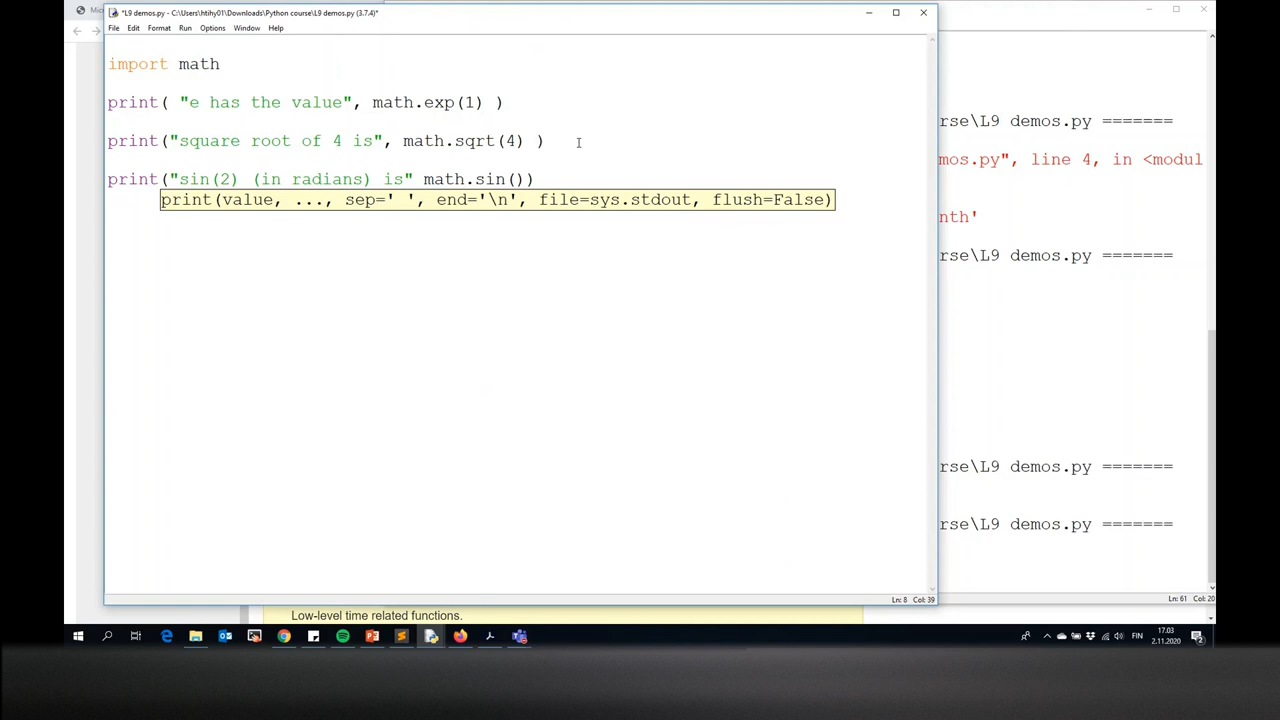 Mic
*L9 demos.py - C:\Users\htihy01\Downloads\Python course\L9 demos.py (3.7.4)*
File Edit Format Run Options Window Help
import math
print( "e has the value", math.exp(1) )
print("square root of 4 is", math.sqrt(4) )
print("sin(2) (in radians) is" math.sin())
print(value, ..., sep=' ', end='\n', file=sys.stdout, flush=False)
Ln: 8 Col: 39
rse\L9 demos.py =======
mos.py", line 4, in <modul
nth'
rse\L9 demos.py =======
rse\L9 demos.py =======
rse\L9 demos.py =======
Ln: 61 Col: 20
Low-level time related functions.
FIN
17.03
2.11.2020
2